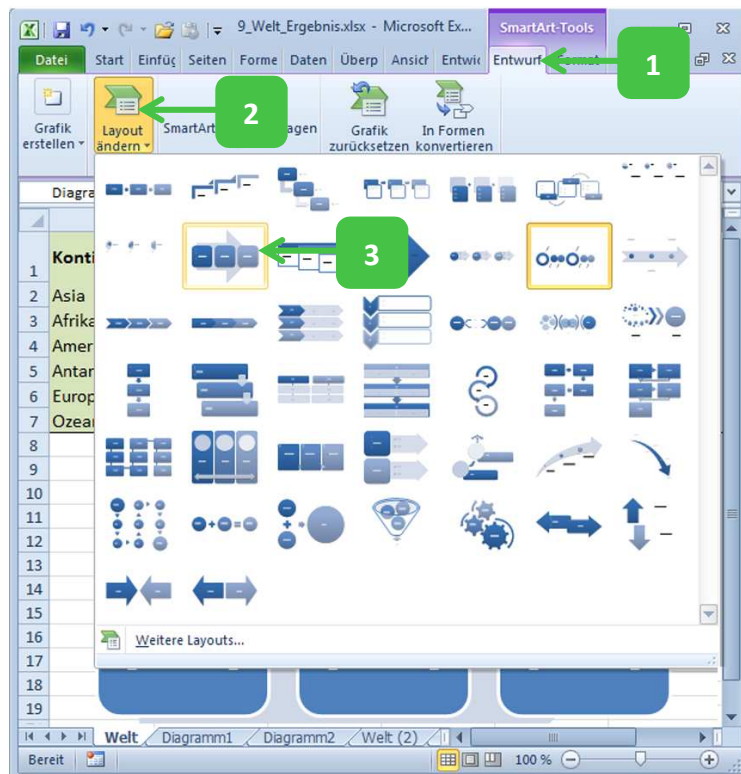 9_Welt_Ergebnis.xlsx - Microsoft Ex...
SmartArt-Tools
Datei Start Einfüg Seiten Forme Daten Überp Ansich Entwic Entwurf Format
1
2
Grafik erstellen
Layout ändern
SmartArt
Grafik zurücksetzen
In Formen konvertieren
Diagra
3
1 Konti
2 Asia
3 Afrika
4 Amer
5 Antar
6 Europ
7 Ozea
8
9
10
11
12
13
14
15
16
17
18
19
Weitere Layouts...
Welt Diagramm1 Diagramm2 Welt (2)
Bereit 100 %